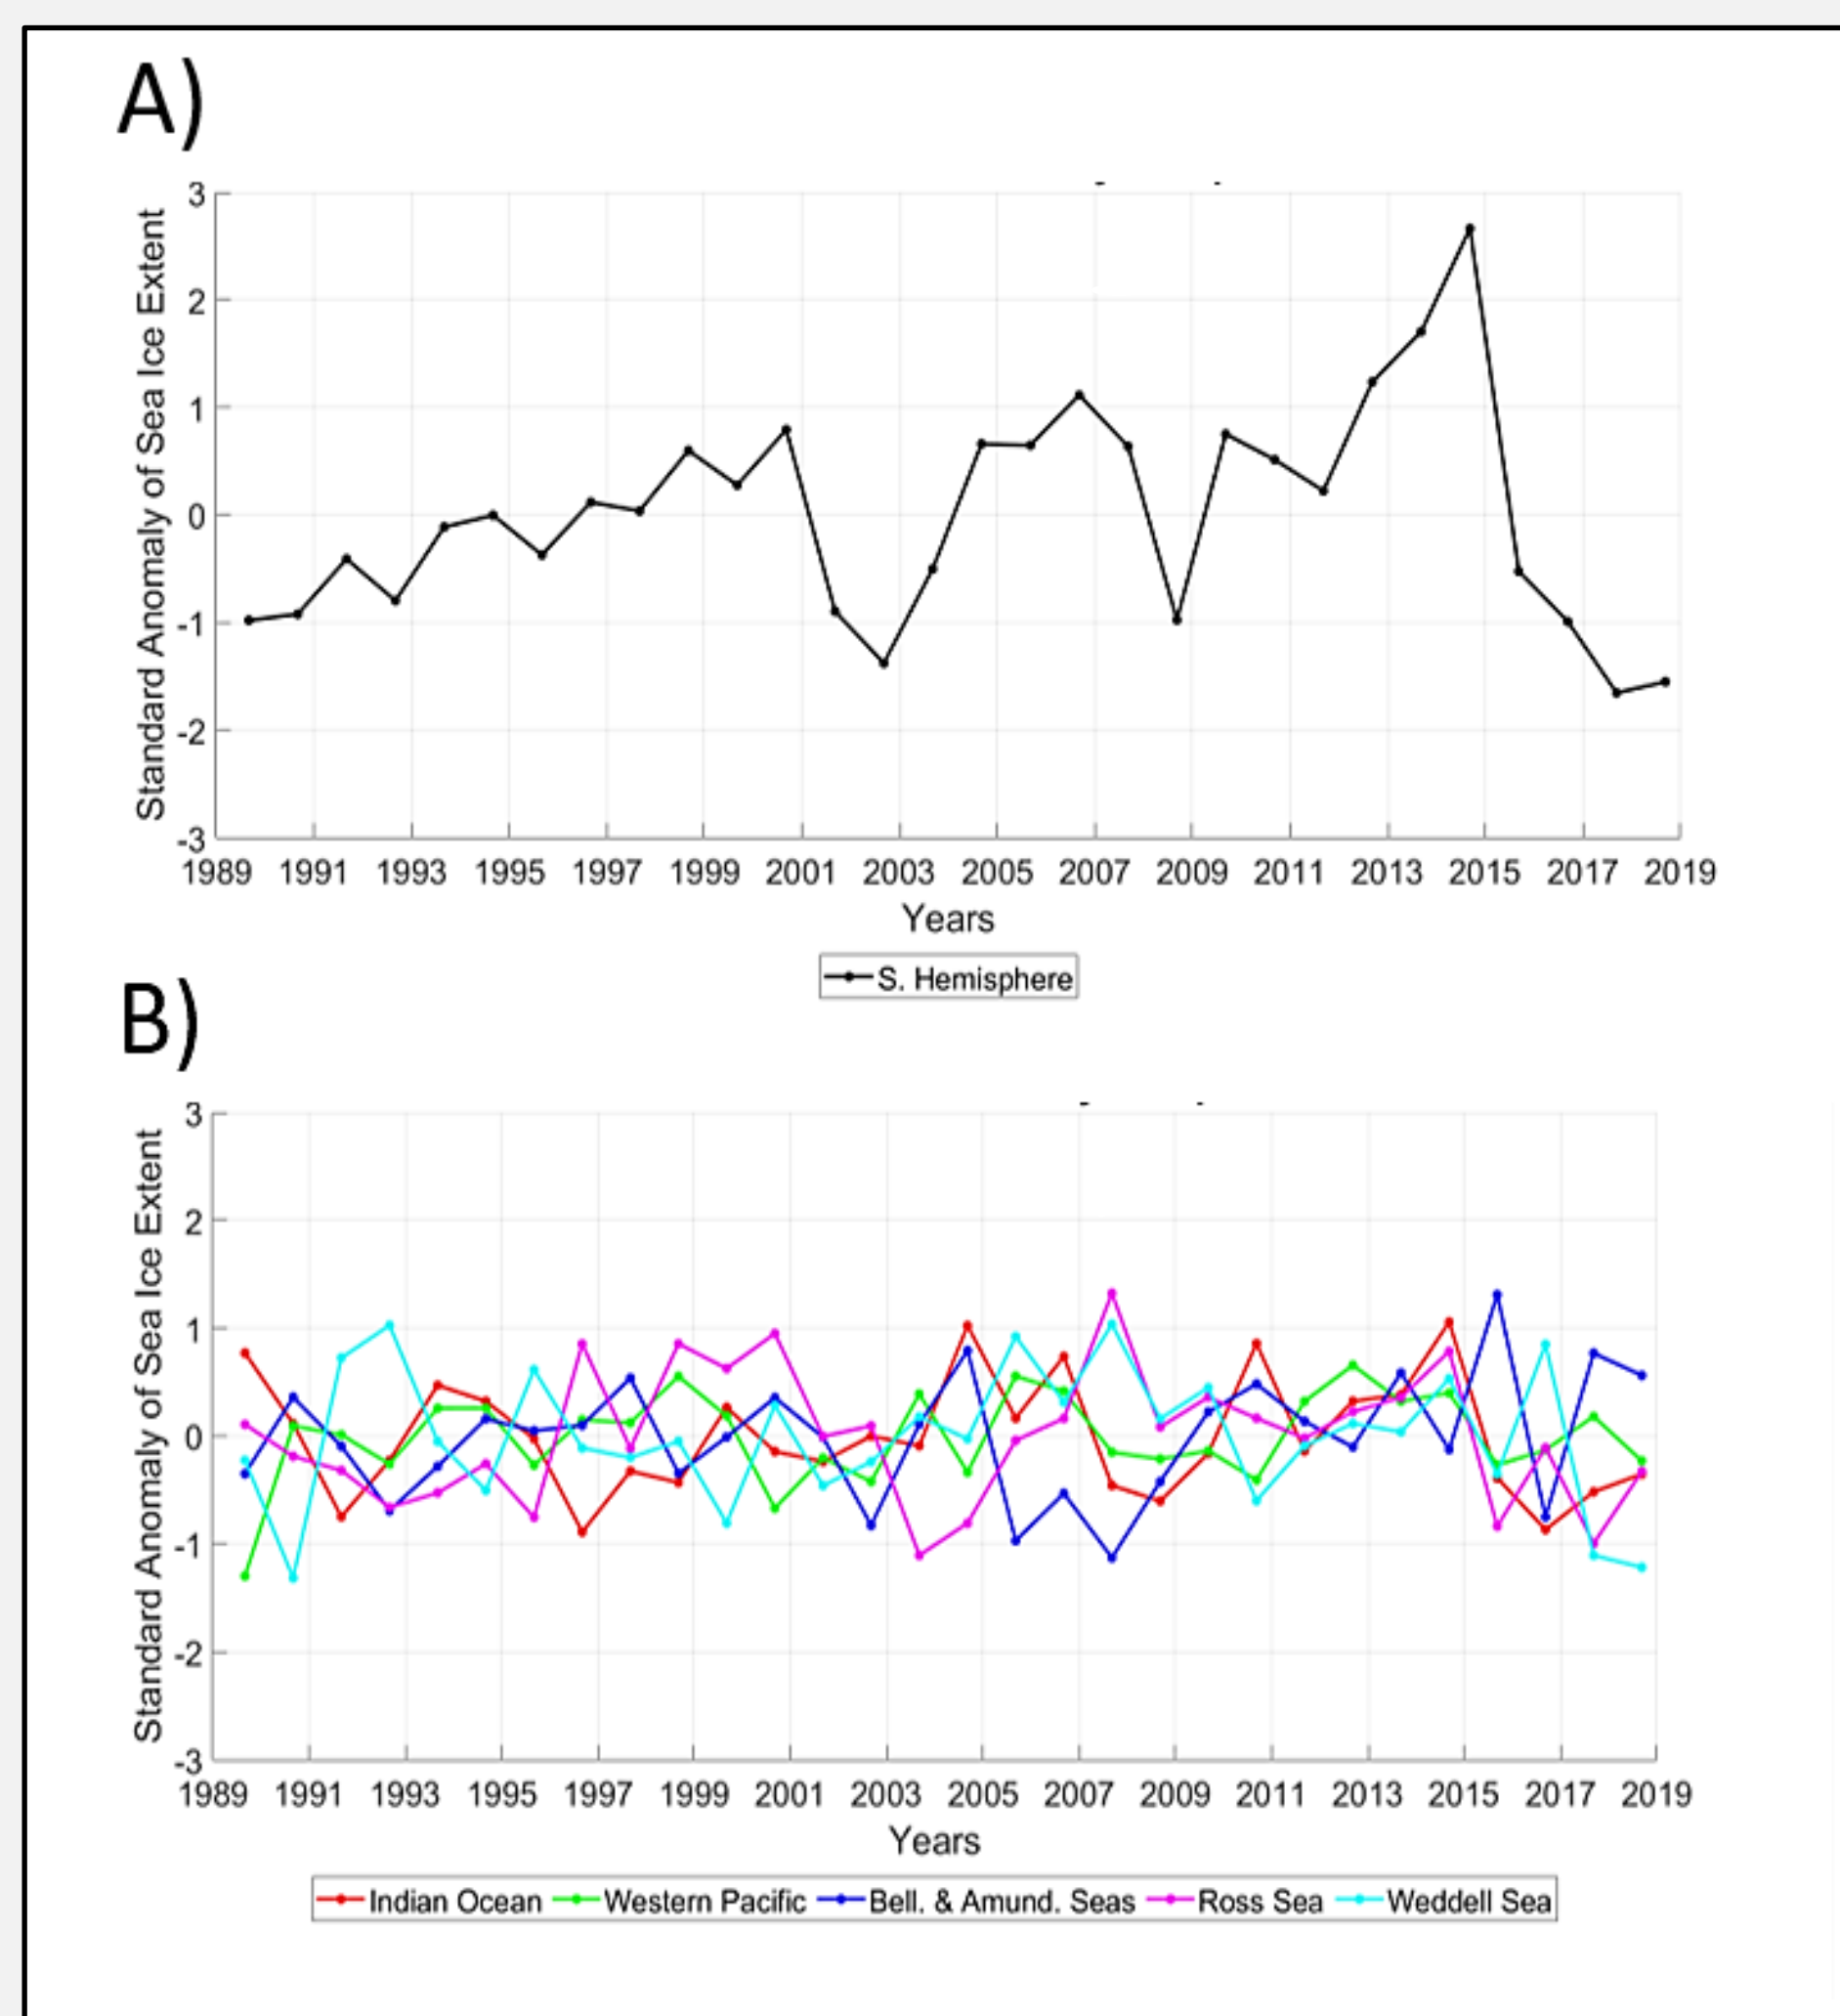 A)
Standard Anomaly of Sea Ice Extent
3
2
1
0
-1
-2
-3
1989 1991 1993 1995 1997 1999 2001 2003 2005 2007 2009 2011 2013 2015 2017 2019
Years
S. Hemisphere
B)
Standard Anomaly of Sea Ice Extent
3
2
1
0
-1
-2
-3
1989 1991 1993 1995 1997 1999 2001 2003 2005 2007 2009 2011 2013 2015 2017 2019
Years
Indian Ocean Western Pacific Bell. & Amund. Seas Ross Sea Weddell Sea